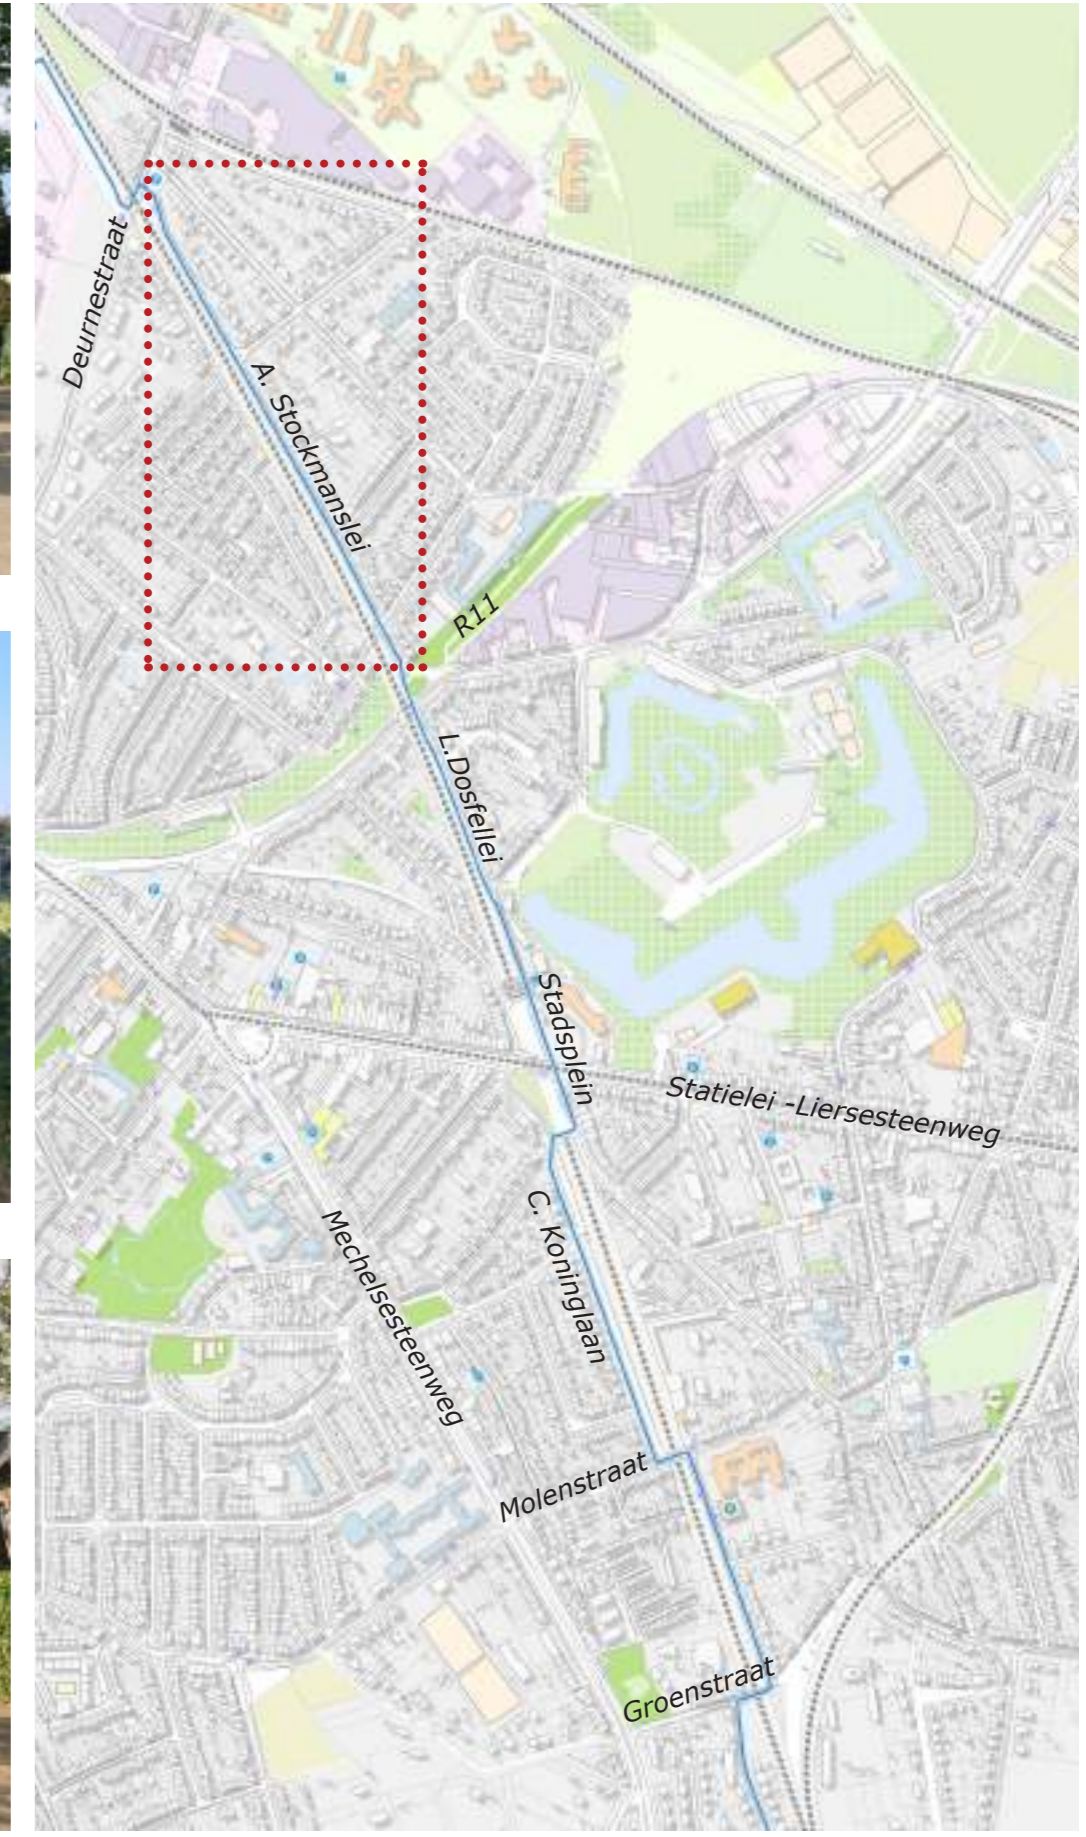 Deurnestraat
A. Stockmanslei
R11
L.Dosfellei
Stadsplein
Statielei -Liersesteenweg
C. Koninglaan
Mechelsesteenweg
Molenstraat
Groenstraat